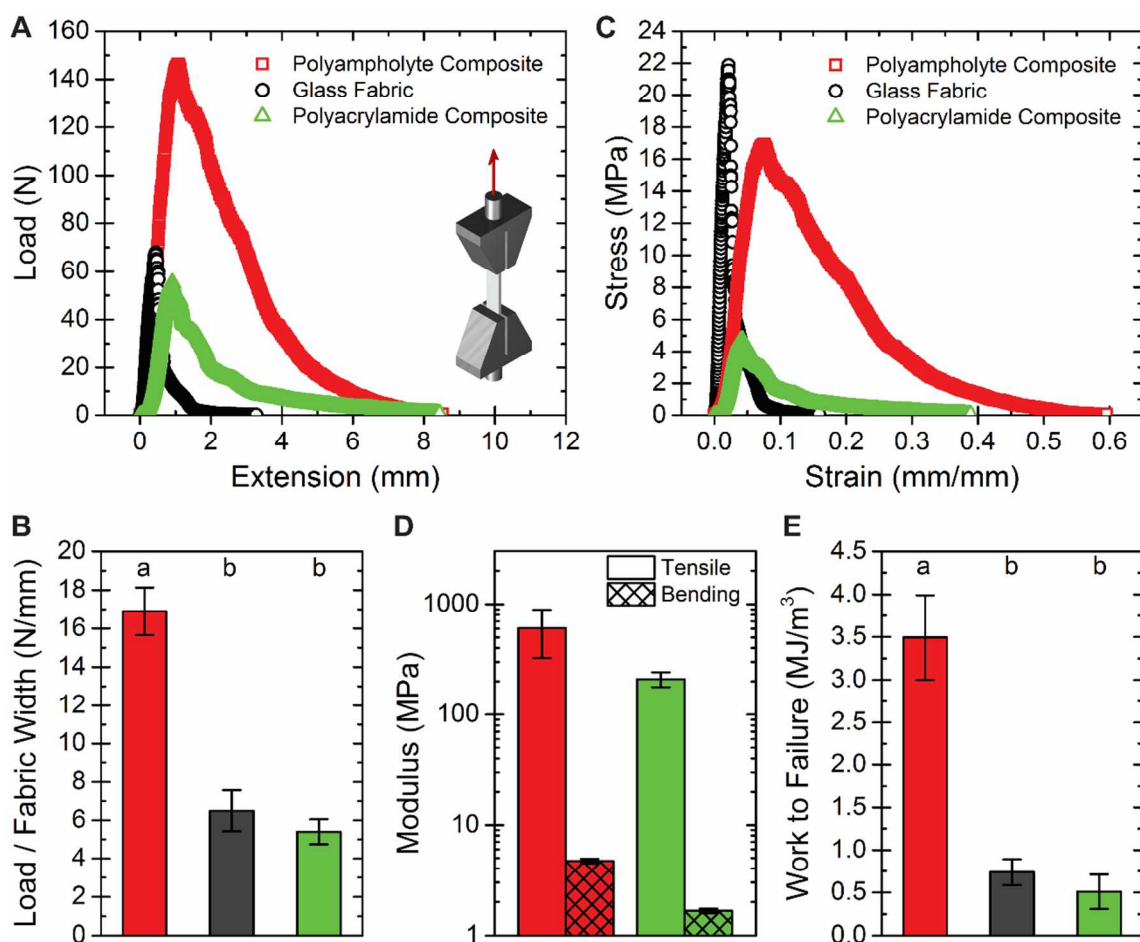 A
Load (N)
160
140
120
100
80
60
40
20
0
Polyampholyte Composite
Glass Fabric
Polyacrylamide Composite
0 2 4 6 8 10 12
Extension (mm)
C
Stress (MPa)
24
22
20
18
16
14
12
10
8
6
4
2
0
Polyampholyte Composite
Glass Fabric
Polyacrylamide Composite
0.0 0.1 0.2 0.3 0.4 0.5 0.6
Strain (mm/mm)
B
Load / Fabric Width (N/mm)
20
18
16
14
12
10
8
6
4
2
0
a b b
D
Modulus (MPa)
1000
100
10
1
Tensile
Bending
E
Work to Failure (MJ/m³)
4.5
4.0
3.5
3.0
2.5
2.0
1.5
1.0
0.5
0.0
a b b